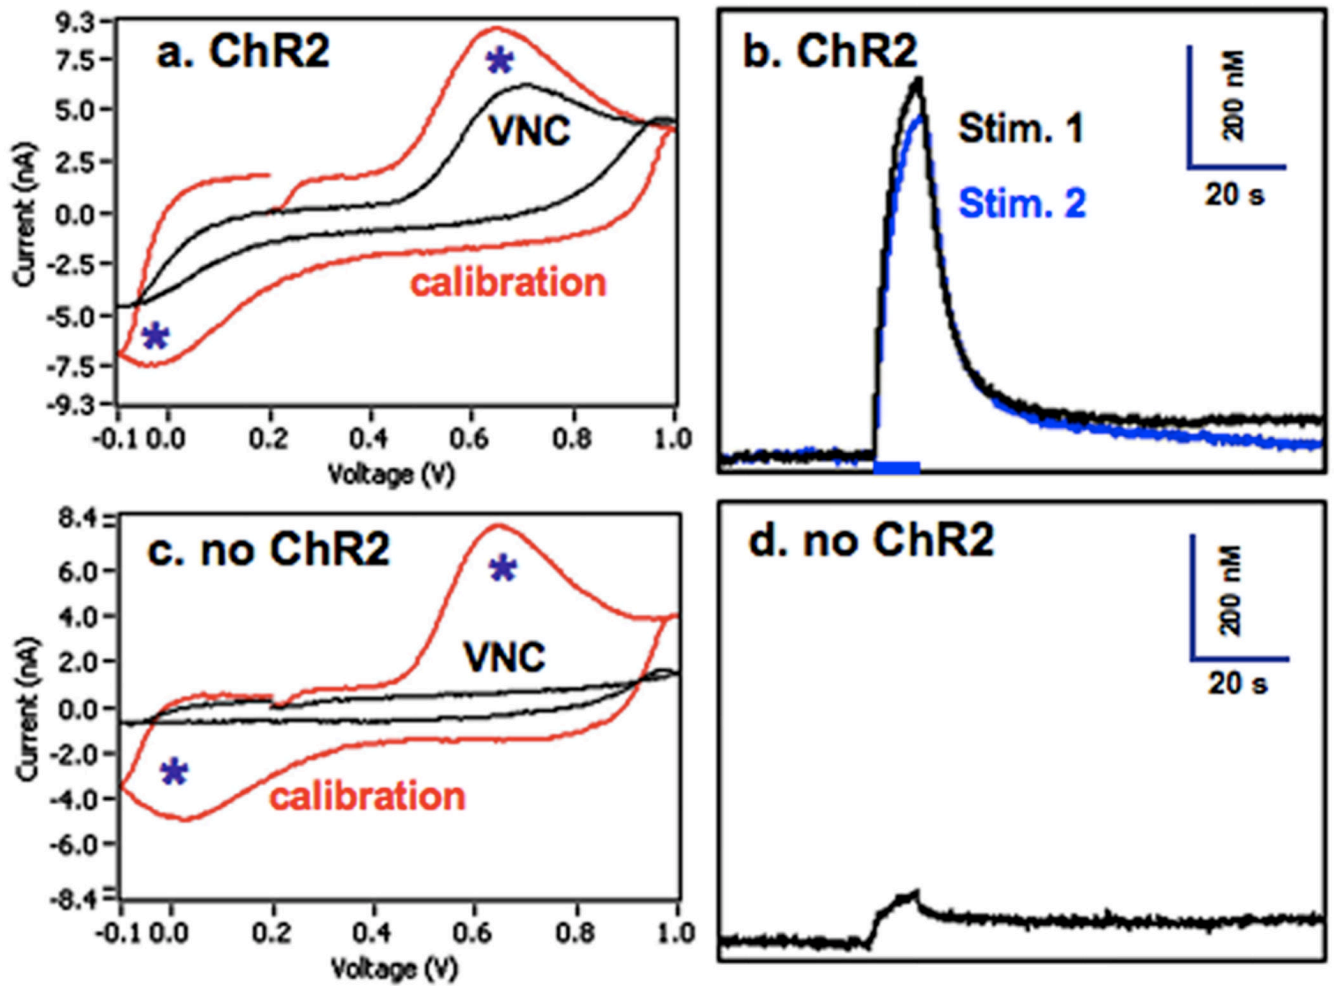 a. ChR2
9.3
7.5
5.0
2.5
0.0
-2.5
-5.0
-7.5
-9.3
Current (nA)
*
VNC
calibration
*
-0.1 0.0 0.2 0.4 0.6 0.8 1.0
Voltage (V)
b. ChR2
Stim. 1
Stim. 2
200 nM
20 s
c. no ChR2
8.4
6.0
4.0
2.0
0.0
-2.0
-4.0
-6.0
-8.4
Current (nA)
*
VNC
*
calibration
-0.1 0.0 0.2 0.4 0.6 0.8 1.0
Voltage (V)
d. no ChR2
200 nM
20 s